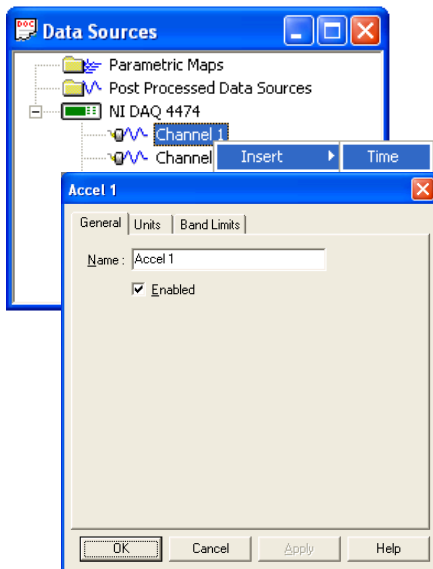 DOC
Data Sources
Parametric Maps
Post Processed Data Sources
NI DAQ 4474
Channel 1
Channel
Insert
Time
Accel 1
General
Units
Band Limits
Name :
Accel 1
Enabled
OK
Cancel
Apply
Help